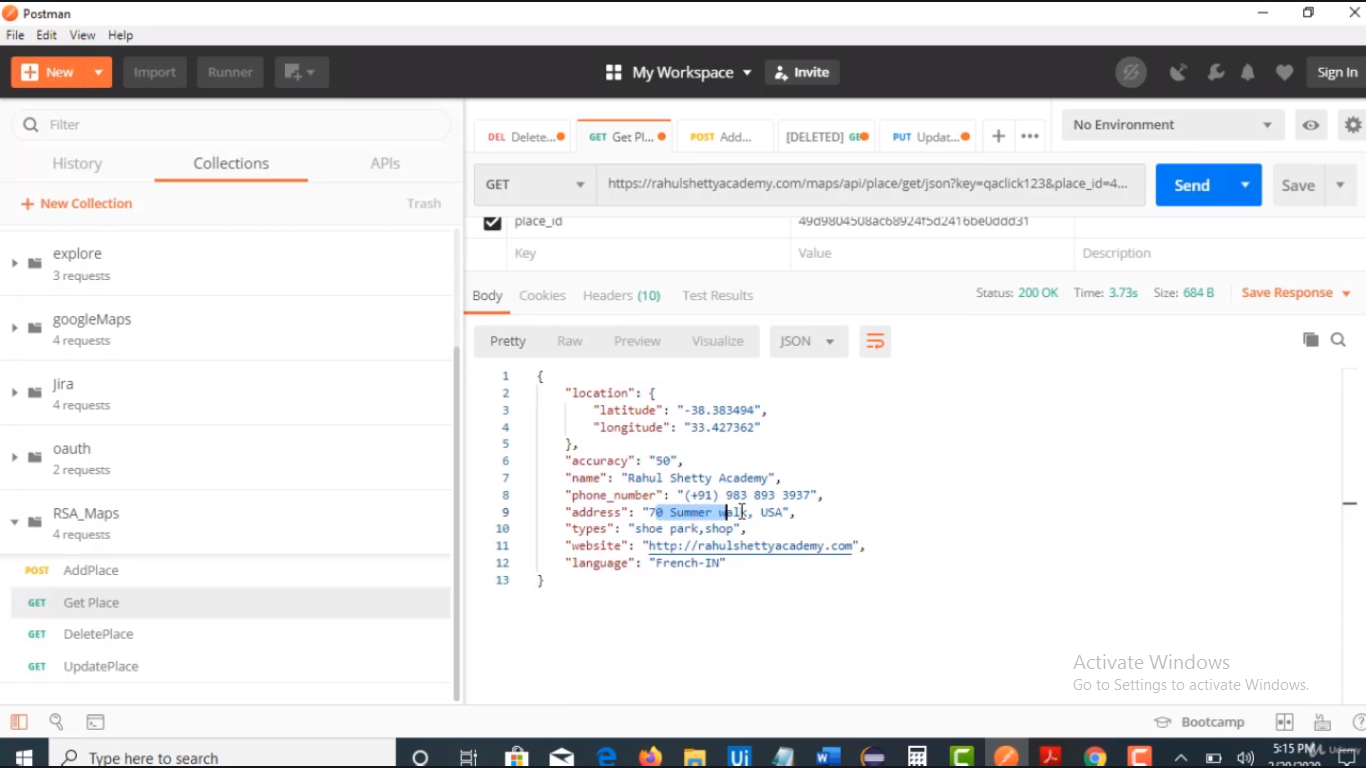 Postman
File Edit View Help
New Import Runner My Workspace Invite Sign In
Filter
History Collections APIs
+ New Collection Trash
explore
3 requests
googleMaps
4 requests
Jira
4 requests
oauth
2 requests
RSA_Maps
4 requests
POST AddPlace
GET Get Place
GET DeletePlace
GET UpdatePlace
DEL Delete... GET Get Pl... POST Add... [DELETED] PUT Updat... + ••• No Environment
GET https://rahulshettyacademy.com/maps/api/place/get/json?key=qaclick123&place_id=4... Send Save
place_id 49d9804508ac68924f5d2416be0ddd31
Key Value Description
Body Cookies Headers (10) Test Results Status: 200 OK Time: 3.73s Size: 684 B Save Response
Pretty Raw Preview Visualize JSON
1 {
2 "location": {
3 "latitude": "-38.383494",
4 "longitude": "33.427362"
5 },
6 "accuracy": "50",
7 "name": "Rahul Shetty Academy",
8 "phone_number": "(+91) 983 893 3937",
9 "address": "70 Summer walk, USA",
10 "types": "shoe park,shop",
11 "website": "http://rahulshettyacademy.com",
12 "language": "French-IN"
13 }
Activate Windows
Go to Settings to activate Windows.
Bootcamp
Type here to search
Ui
5:15 PM
Udemy